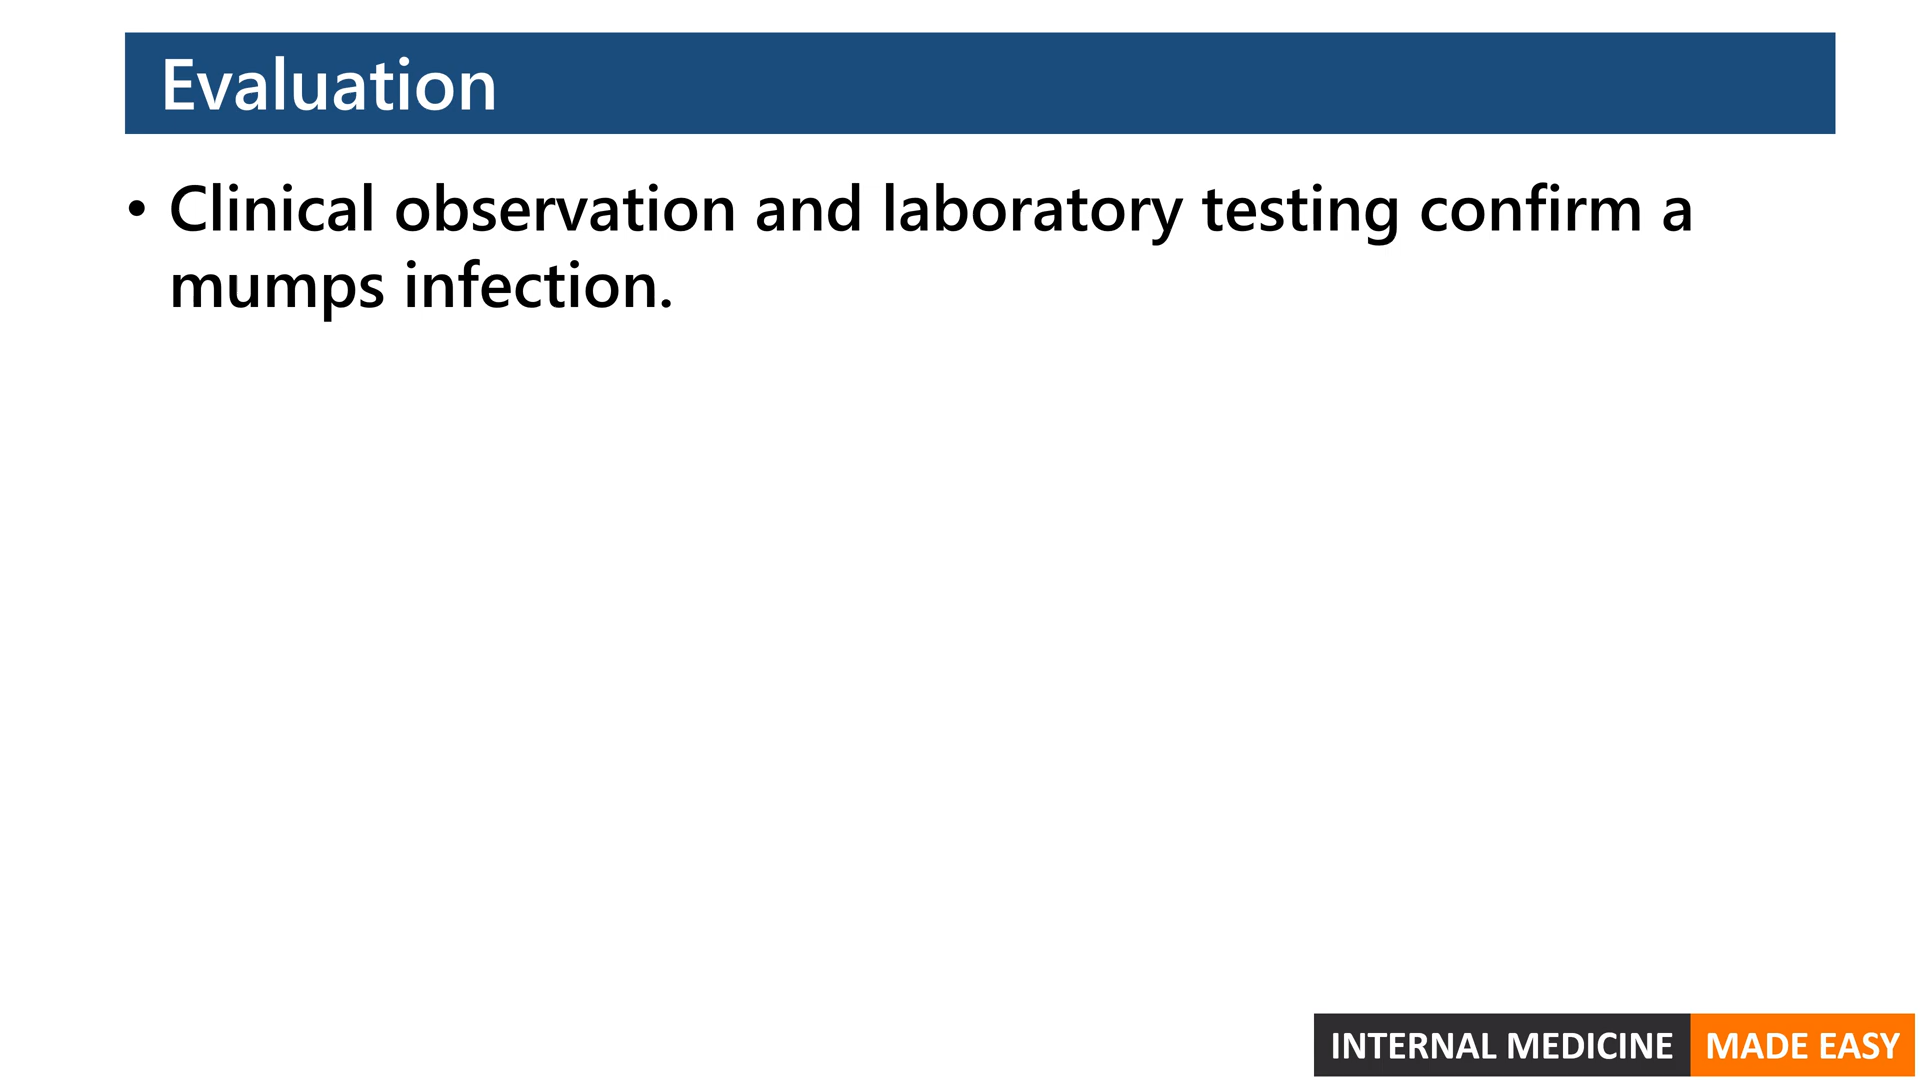 Evaluation
• Clinical observation and laboratory testing confirm a
mumps infection.
INTERNAL MEDICINE MADE EASY